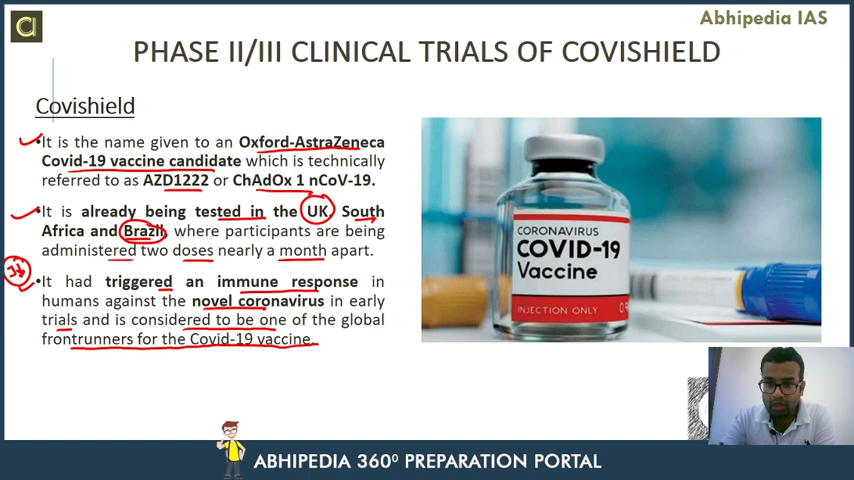 Abhipedia IAS
PHASE II/III CLINICAL TRIALS OF COVISHIELD
Covishield
•It is the name given to an Oxford-AstraZeneca
Covid-19 vaccine candidate which is technically
referred to as AZD1222 or ChAdOx 1 nCoV-19.
•It is already being tested in the UK, South
Africa and Brazil, where participants are being
administered two doses nearly a month apart.
•It had triggered an immune response in
humans against the novel coronavirus in early
trials and is considered to be one of the global
frontrunners for the Covid-19 vaccine.
CORONAVIRUS
COVID-19
Vaccine
INJECTION ONLY
ABHIPEDIA 360⁰ PREPARATION PORTAL